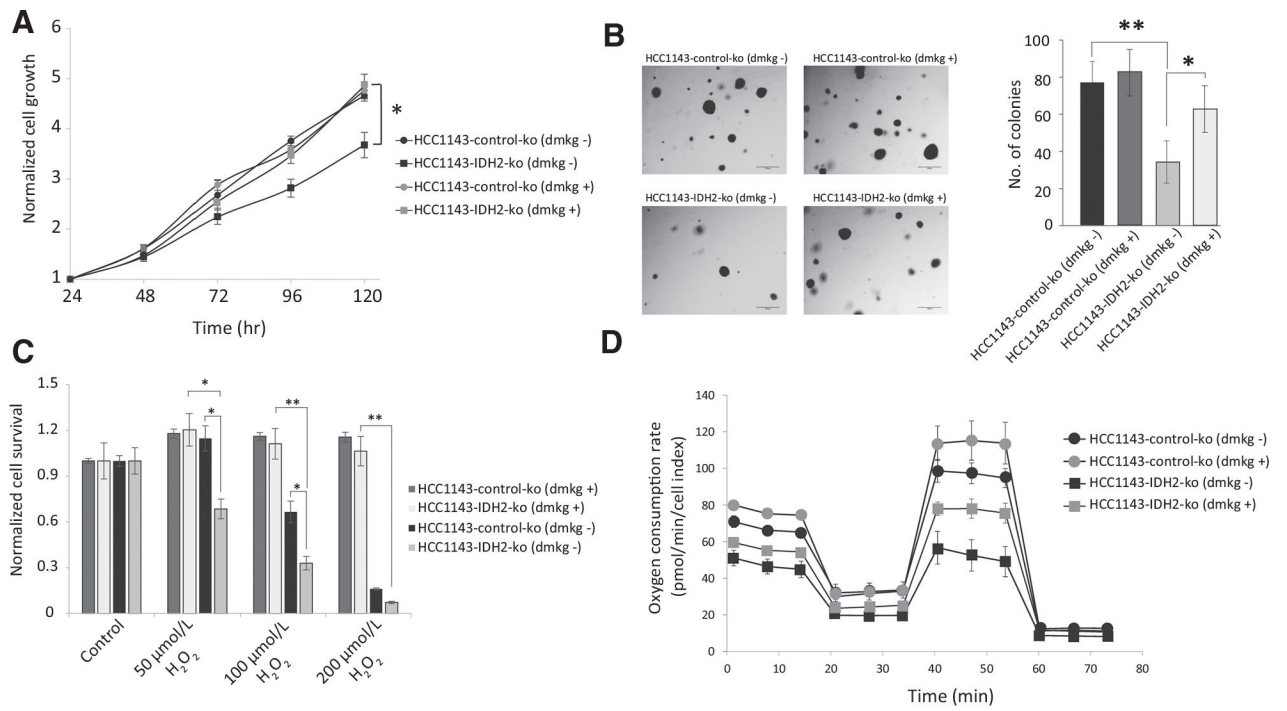 A
Normalized cell growth
6
5
4
3
2
1
24 48 72 96 120
Time (hr)
*
HCC1143-control-ko (dmkg -)
HCC1143-IDH2-ko (dmkg -)
HCC1143-control-ko (dmkg +)
HCC1143-IDH2-ko (dmkg +)
B
HCC1143-control-ko (dmkg -)
HCC1143-control-ko (dmkg +)
HCC1143-IDH2-ko (dmkg -)
HCC1143-IDH2-ko (dmkg +)
No. of colonies
100
80
60
40
20
0
**
*
HCC1143-control-ko (dmkg -)
HCC1143-control-ko (dmkg +)
HCC1143-IDH2-ko (dmkg -)
HCC1143-IDH2-ko (dmkg +)
C
Normalized cell survival
1.5
1.2
0.9
0.6
0.3
0
*
*
**
*
**
Control
50 μmol/L
H₂O₂
100 μmol/L
H₂O₂
200 μmol/L
H₂O₂
HCC1143-control-ko (dmkg +)
HCC1143-IDH2-ko (dmkg +)
HCC1143-control-ko (dmkg -)
HCC1143-IDH2-ko (dmkg -)
D
Oxygen consumption rate
(pmol/min/cell index)
140
120
100
80
60
40
20
0
0 10 20 30 40 50 60 70 80
Time (min)
HCC1143-control-ko (dmkg -)
HCC1143-control-ko (dmkg +)
HCC1143-IDH2-ko (dmkg -)
HCC1143-IDH2-ko (dmkg +)